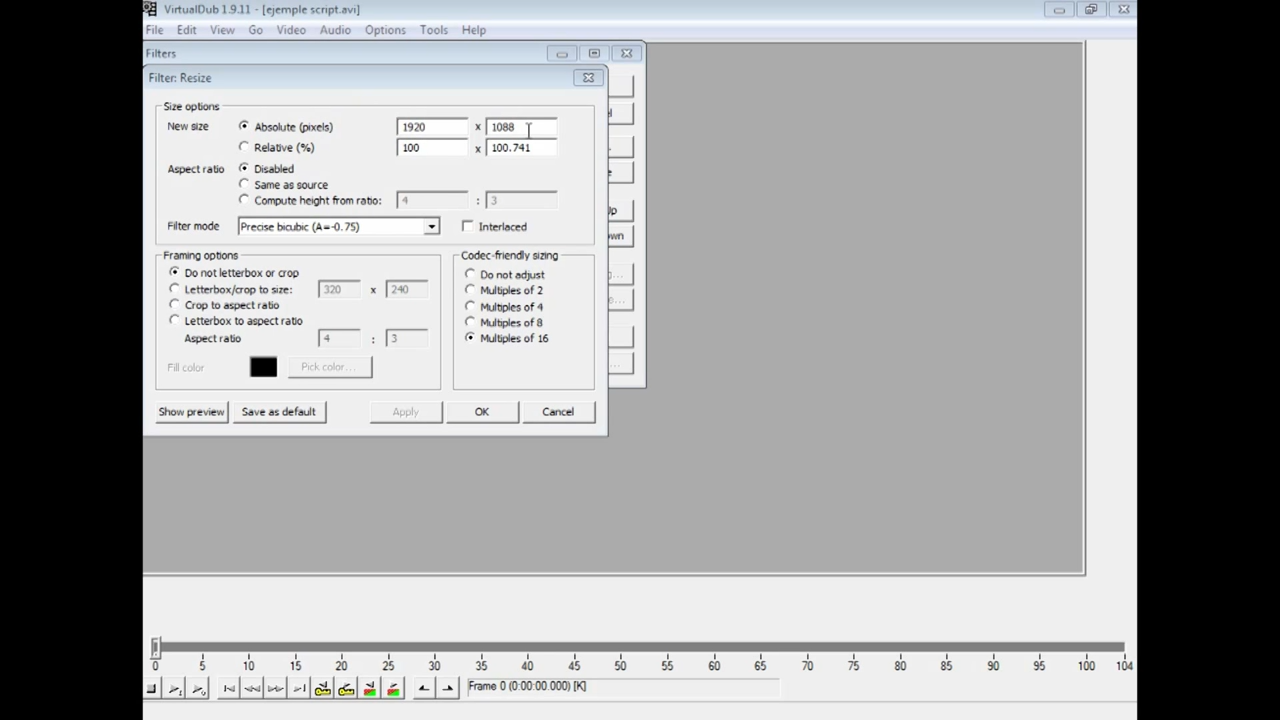 VirtualDub 1.9.11 - [ejemple script.avi]
File Edit View Go Video Audio Options Tools Help
Filters
Filter: Resize
Size options
New size Absolute (pixels) 1920 x 1088
Relative (%) 100 x 100.741
Aspect ratio Disabled
Same as source
Compute height from ratio: 4 : 3
Filter mode Precise bicubic (A=-0.75) Interlaced
Framing options
Do not letterbox or crop
Letterbox/crop to size: 320 x 240
Crop to aspect ratio
Letterbox to aspect ratio
Aspect ratio 4 : 3
Fill color Pick color...
Codec-friendly sizing
Do not adjust
Multiples of 2
Multiples of 4
Multiples of 8
Multiples of 16
Show preview Save as default Apply OK Cancel
0 5 10 15 20 25 30 35 40 45 50 55 60 65 70 75 80 85 90 95 100 104
Frame 0 (0:00:00.000) [K]